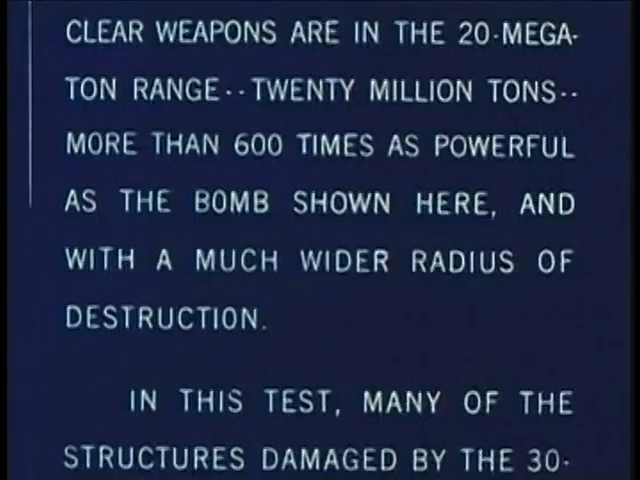 CLEAR WEAPONS ARE IN THE 20-MEGA-
TON RANGE--TWENTY MILLION TONS--
MORE THAN 600 TIMES AS POWERFUL
AS THE BOMB SHOWN HERE, AND
WITH A MUCH WIDER RADIUS OF
DESTRUCTION.
IN THIS TEST, MANY OF THE
STRUCTURES DAMAGED BY THE 30-